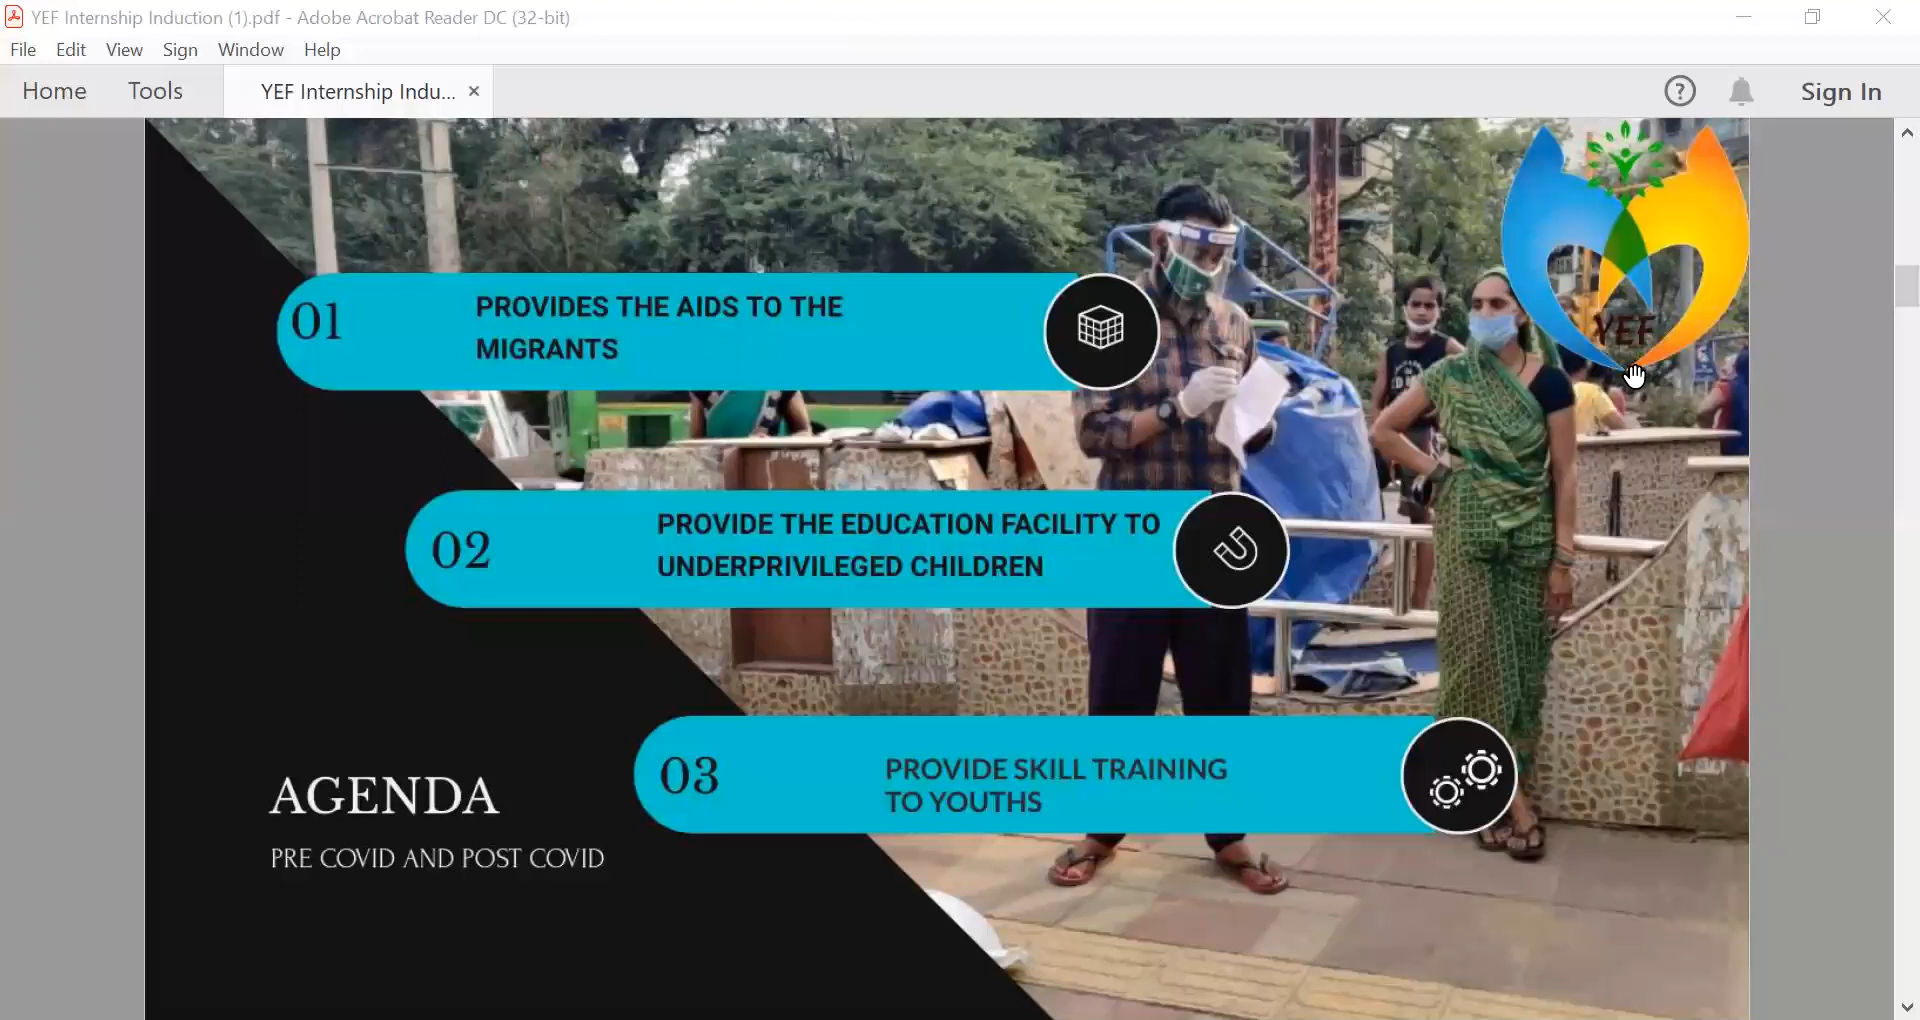 YEF Internship Induction (1).pdf - Adobe Acrobat Reader DC (32-bit)
File Edit View Sign Window Help
Home Tools YEF Internship Indu... × ? Sign In
YEF
01 PROVIDES THE AIDS TO THE
MIGRANTS
02 PROVIDE THE EDUCATION FACILITY TO
UNDERPRIVILEGED CHILDREN
03 PROVIDE SKILL TRAINING
TO YOUTHS
AGENDA
PRE COVID AND POST COVID